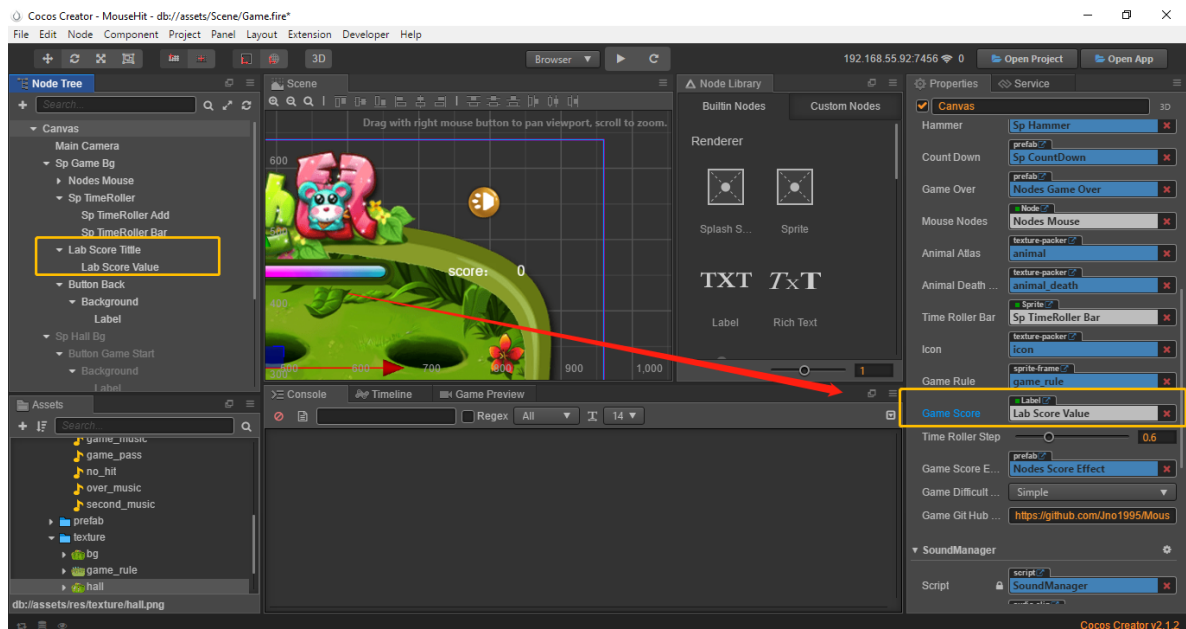 Cocos Creator - MouseHit - db://assets/Scene/Game.fire*
File Edit Node Component Project Panel Layout Extension Developer Help
3D
Browser
192.168.55.92:7456 0
Open Project
Open App
Node Tree
Search...
Canvas
Main Camera
Sp Game Bg
Nodes Mouse
Sp TimeRoller
Sp TimeRoller Add
Sp TimeRoller Bar
Lab Score Tittle
Lab Score Value
Button Back
Background
Label
Sp Hall Bg
Button Game Start
Background
Label
Assets
Search...
game_music
game_pass
no_hit
over_music
second_music
prefab
texture
bg
game_rule
hall
db://assets/res/texture/hall.png
Scene
Drag with right mouse button to pan viewport, scroll to zoom.
600
500
score: 0
400
300
500 600 700 800 900 1,000
Console
Timeline
Game Preview
Regex
All
14
Node Library
Builtin Nodes
Custom Nodes
Renderer
Splash S...
Sprite
TXT
TxT
Label
Rich Text
1
Properties
Service
Canvas
3D
Hammer
Sp Hammer
prefab
Count Down
Sp CountDown
prefab
Game Over
Nodes Game Over
Node
Mouse Nodes
Nodes Mouse
texture-packer
Animal Atlas
animal
texture-packer
Animal Death ...
animal_death
Sprite
Time Roller Bar
Sp TimeRoller Bar
texture-packer
Icon
icon
sprite-frame
Game Rule
game_rule
Label
Game Score
Lab Score Value
Time Roller Step
0.6
prefab
Game Score E...
Nodes Score Effect
Game Difficult ...
Simple
Game Git Hub ...
https://github.com/Jno1995/Mous
SoundManager
script
Script
SoundManager
Cocos Creator v2.1.2